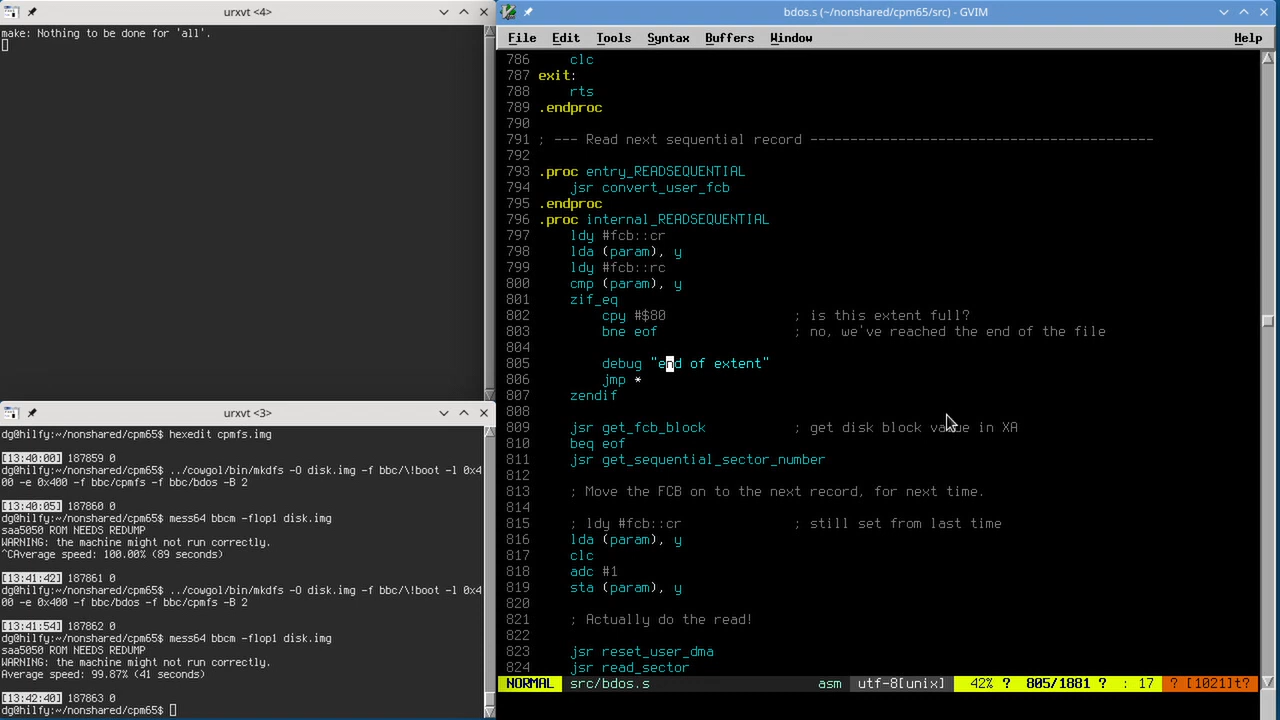 urxvt <4>
make: Nothing to be done for 'all'.
urxvt <3>
dg@hilfy:~/nonshared/cpm65$ hexedit cpmfs.img
[13:40:00] 187859 0
dg@hilfy:~/nonshared/cpm65$ ../cowgol/bin/mkdfs -O disk.img -f bbc/\!boot -l 0x4
00 -e 0x400 -f bbc/cpmfs -f bbc/bdos -B 2
[13:40:05] 187860 0
dg@hilfy:~/nonshared/cpm65$ mess64 bbcm -flop1 disk.img
saa5050 ROM NEEDS REDUMP
WARNING: the machine might not run correctly.
^CAverage speed: 100.00% (89 seconds)
[13:41:42] 187861 0
dg@hilfy:~/nonshared/cpm65$ ../cowgol/bin/mkdfs -O disk.img -f bbc/\!boot -l 0x4
00 -e 0x400 -f bbc/bdos -f bbc/cpmfs -B 2
[13:41:54] 187862 0
dg@hilfy:~/nonshared/cpm65$ mess64 bbcm -flop1 disk.img
saa5050 ROM NEEDS REDUMP
WARNING: the machine might not run correctly.
Average speed: 99.87% (41 seconds)
[13:42:40] 187863 0
dg@hilfy:~/nonshared/cpm65$
bdos.s (~/nonshared/cpm65/src) - GVIM
File Edit Tools Syntax Buffers Window Help
786 clc
787 exit:
788 rts
789 .endproc
790
791 ; --- Read next sequential record -------------------------------------------
792
793 .proc entry_READSEQUENTIAL
794 jsr convert_user_fcb
795 .endproc
796 .proc internal_READSEQUENTIAL
797 ldy #fcb::cr
798 lda (param), y
799 ldy #fcb::rc
800 cmp (param), y
801 zif_eq
802 cpy #$80 ; is this extent full?
803 bne eof ; no, we've reached the end of the file
804
805 debug "end of extent"
806 jmp *
807 zendif
808
809 jsr get_fcb_block ; get disk block value in XA
810 beq eof
811 jsr get_sequential_sector_number
812
813 ; Move the FCB on to the next record, for next time.
814
815 ; ldy #fcb::cr ; still set from last time
816 lda (param), y
817 clc
818 adc #1
819 sta (param), y
820
821 ; Actually do the read!
822
823 jsr reset_user_dma
824 jsr read_sector
NORMAL src/bdos.s asm utf-8[unix] 42% ? 805/1881 ? : 17 ? [1021]t?